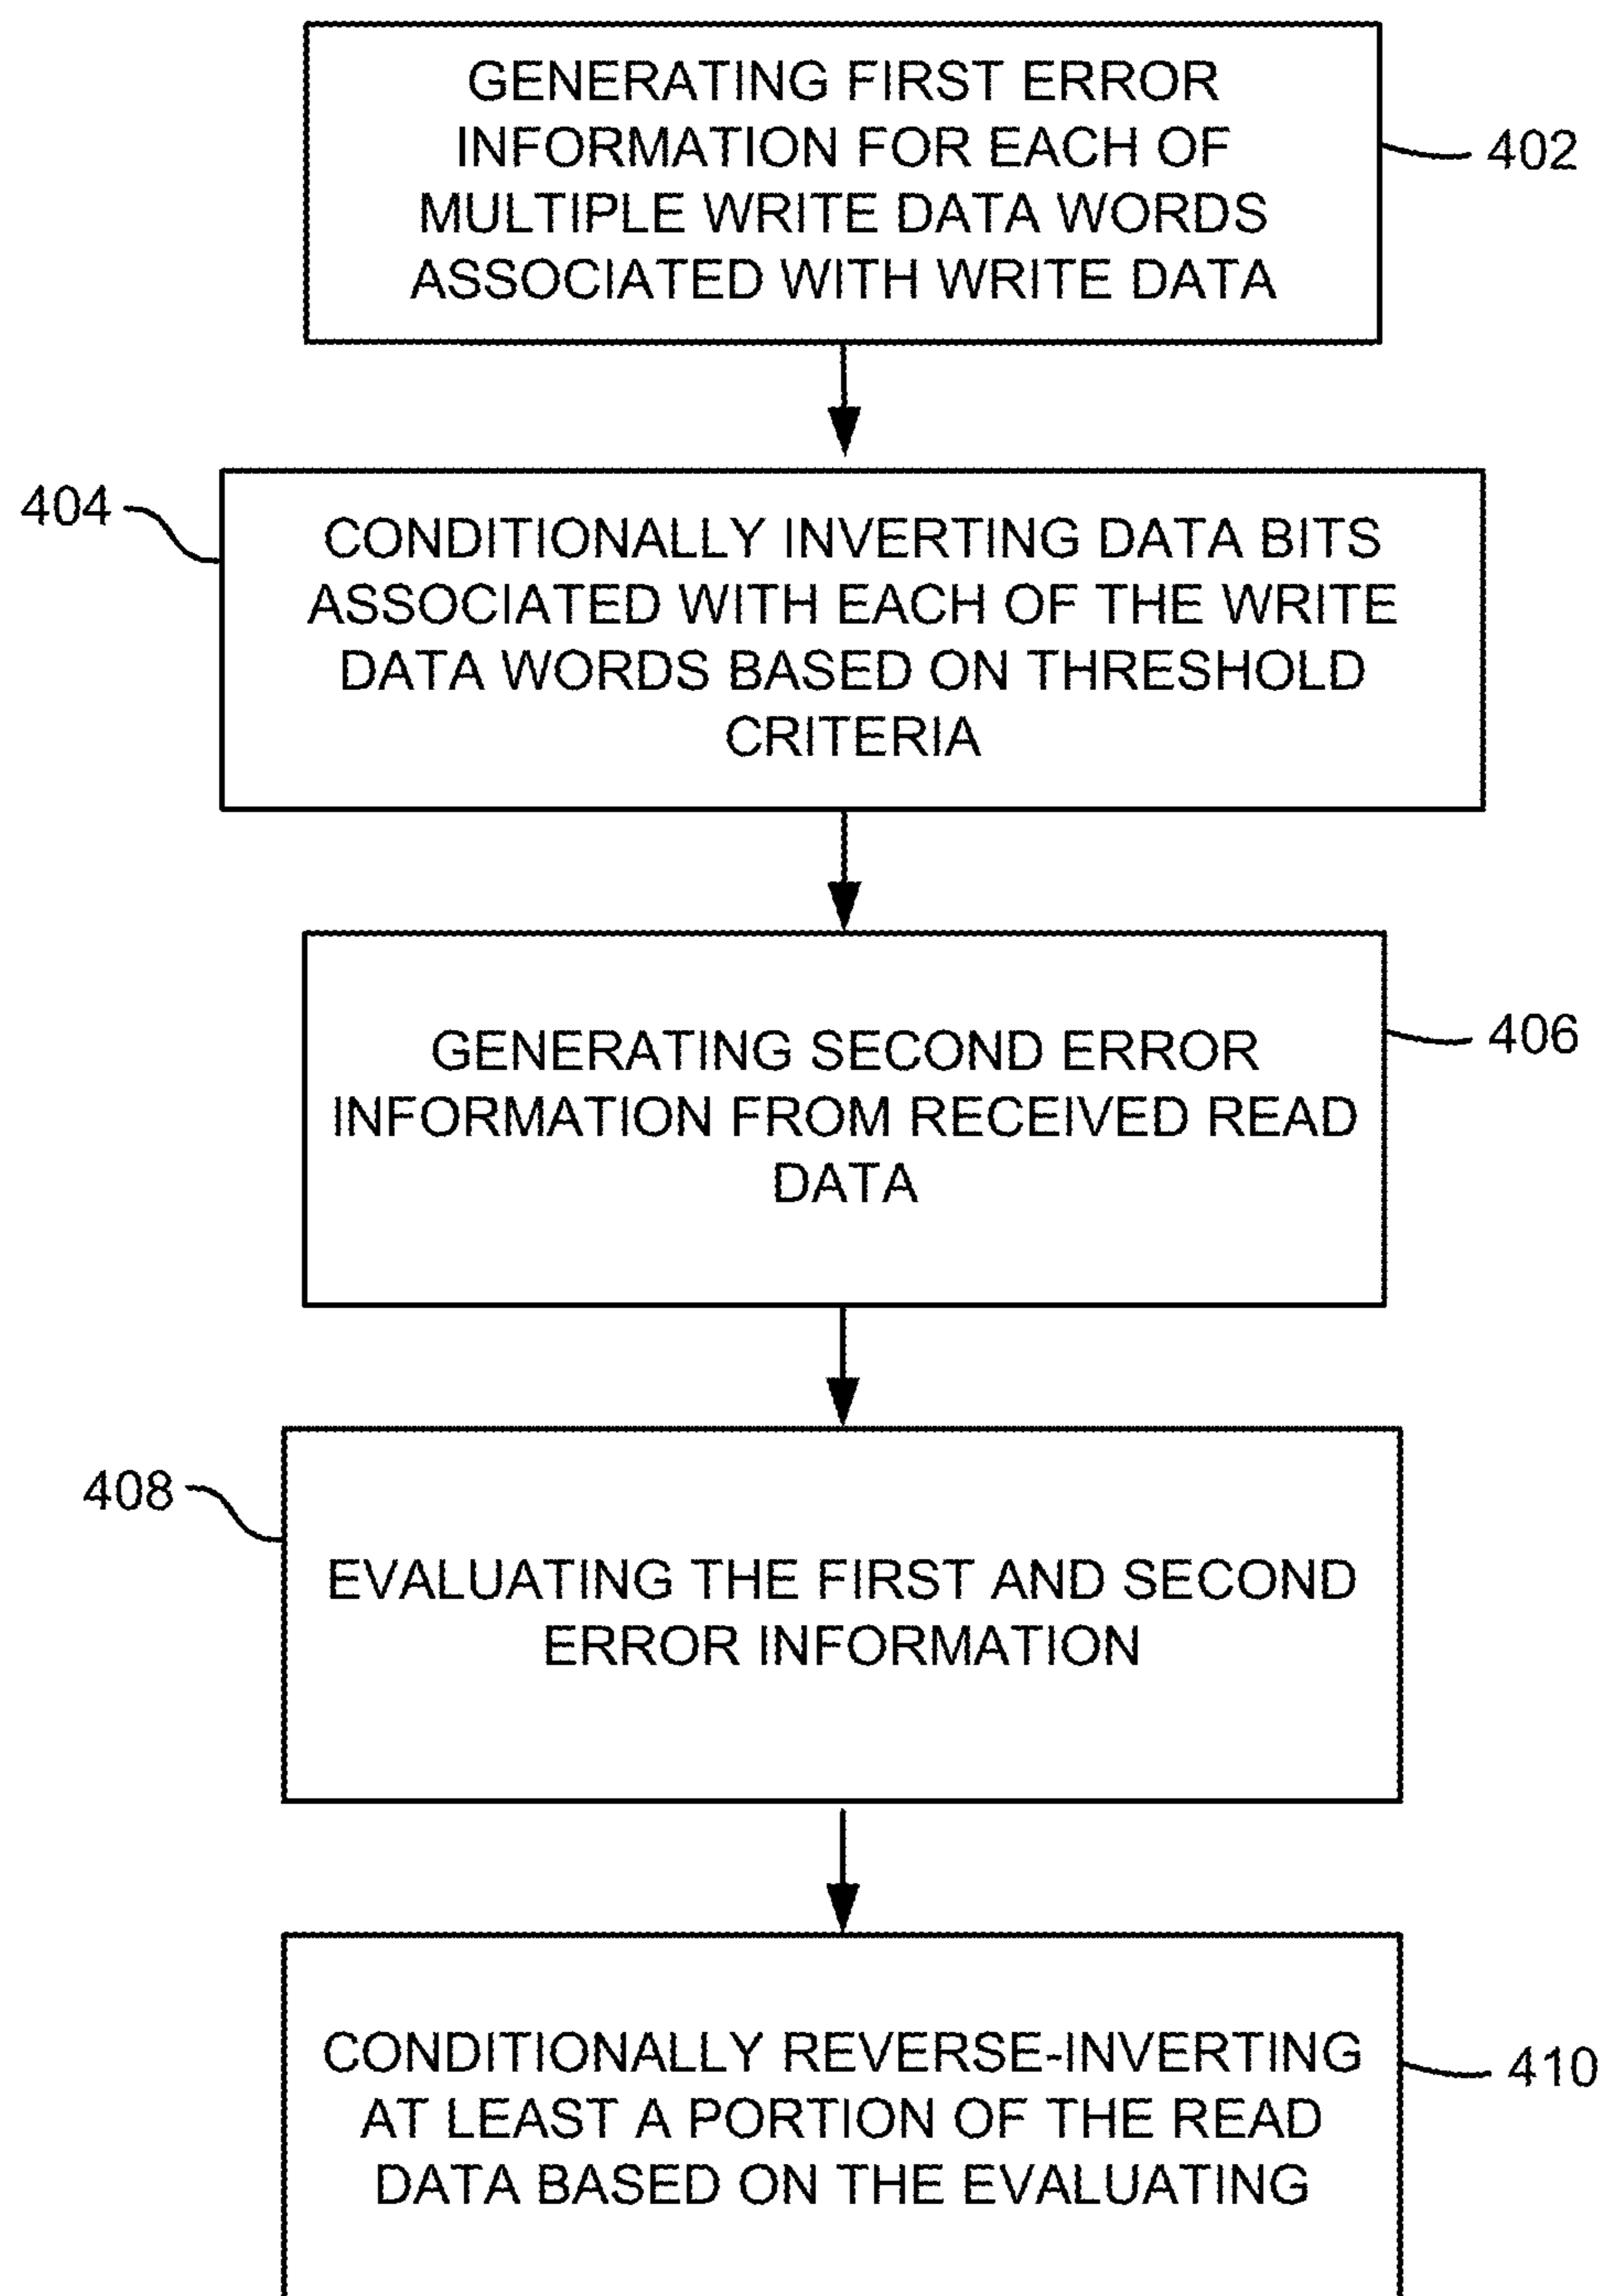 GENERATING FIRST ERROR
INFORMATION FOR EACH OF
MULTIPLE WRITE DATA WORDS
ASSOCIATED WITH WRITE DATA
402
404
CONDITIONALLY INVERTING DATA BITS
ASSOCIATED WITH EACH OF THE WRITE
DATA WORDS BASED ON THRESHOLD
CRITERIA
GENERATING SECOND ERROR
INFORMATION FROM RECEIVED READ
DATA
406
408
EVALUATING THE FIRST AND SECOND
ERROR INFORMATION
CONDITIONALLY REVERSE-INVERTING
AT LEAST A PORTION OF THE READ
DATA BASED ON THE EVALUATING
410